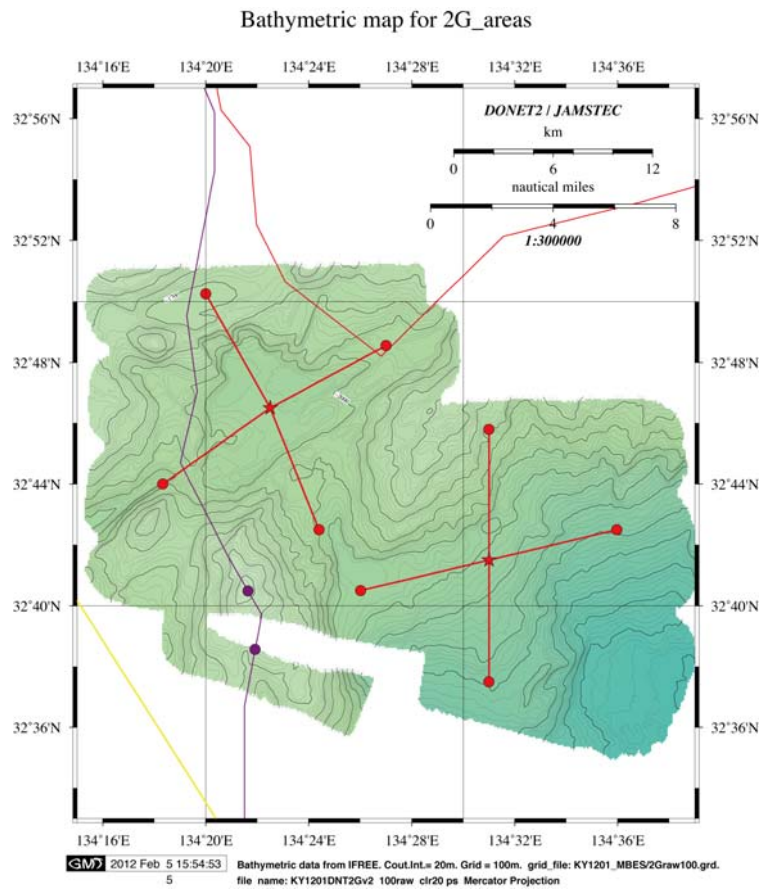 Bathymetric map for 2G_areas
134°16'E 134°20'E 134°24'E 134°28'E 134°32'E 134°36'E
32°56'N 32°56'N
DONET2 / JAMSTEC
km
0 6 12
nautical miles
0 4 8
1:300000
32°52'N 32°52'N
32°48'N 32°48'N
32°44'N 32°44'N
32°40'N 32°40'N
32°36'N 32°36'N
134°16'E 134°20'E 134°24'E 134°28'E 134°32'E 134°36'E
GMT 2012 Feb 5 15:54:53 Bathymetric data from IFREE. Cout.Int.= 20m. Grid = 100m. grid_file: KY1201_MBES/2Graw100.grd.
5 file name: KY1201DNT2Gv2 100raw clr20 ps Mercator Projection